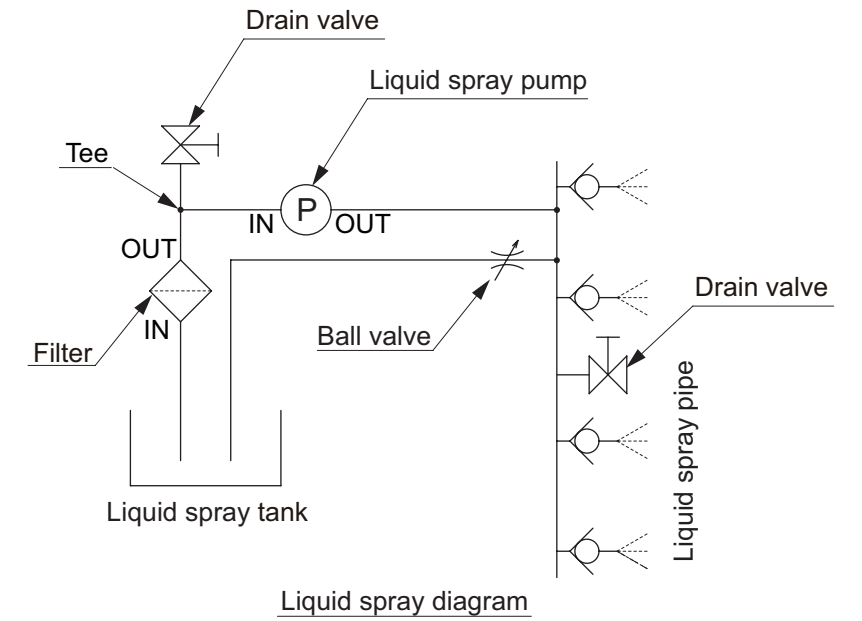 Drain valve
Liquid spray pump
Tee
IN
P
OUT
OUT
IN
Filter
Ball valve
Drain valve
Liquid spray pipe
Liquid spray tank
Liquid spray diagram